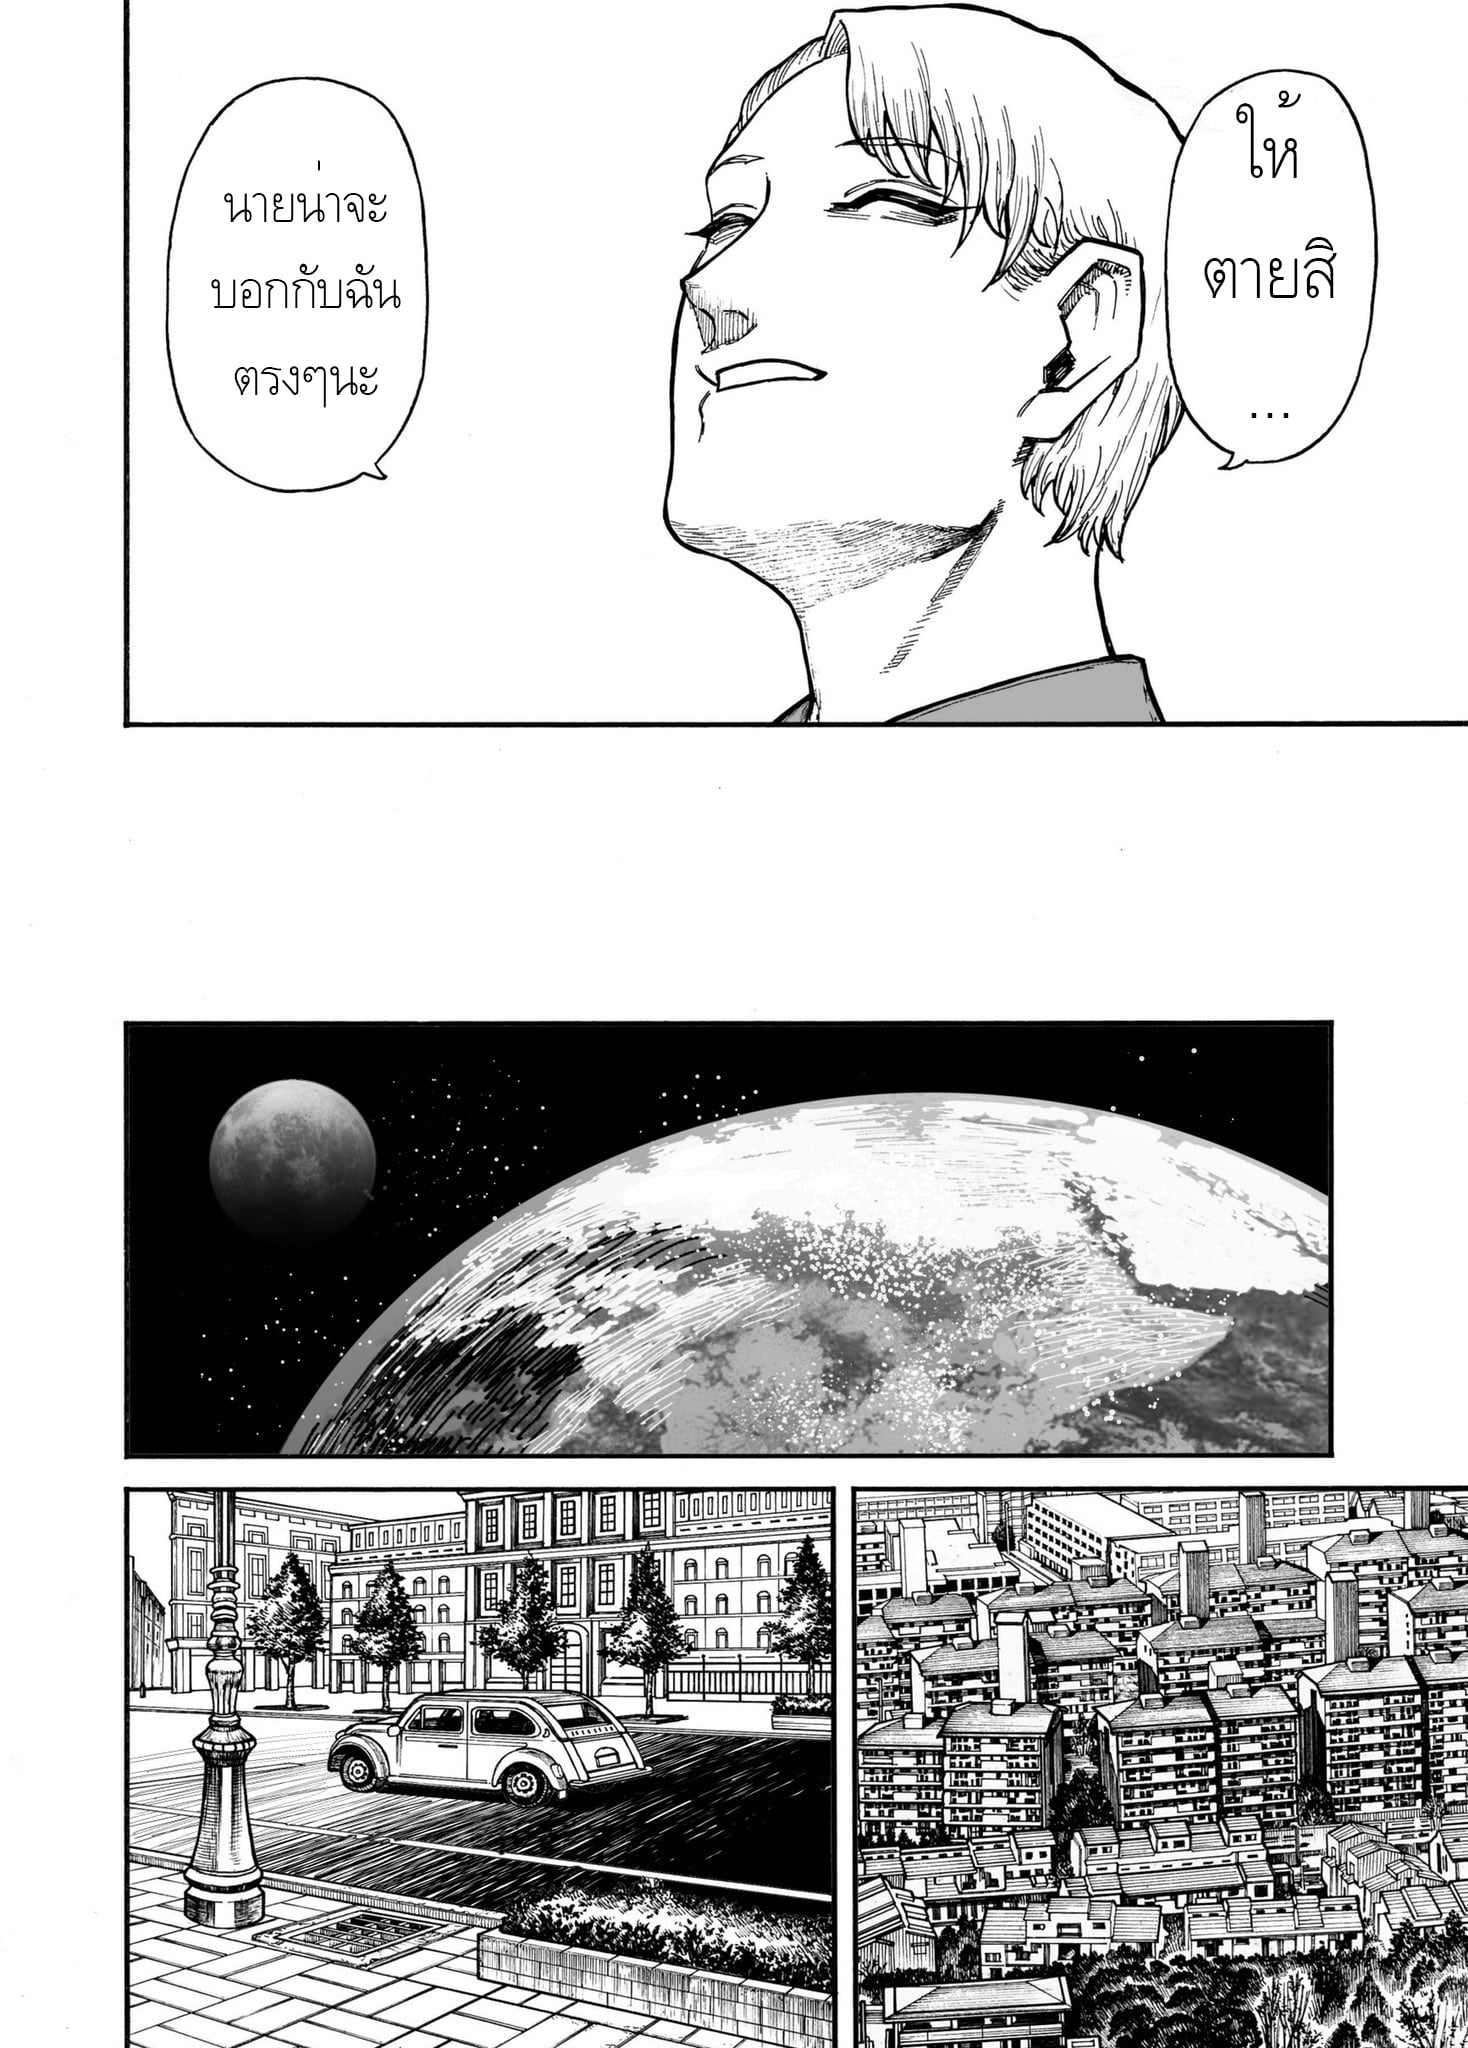 ให้
ตายสิ
...
นายน่าจะ
บอกกับฉัน
ตรงๆนะ